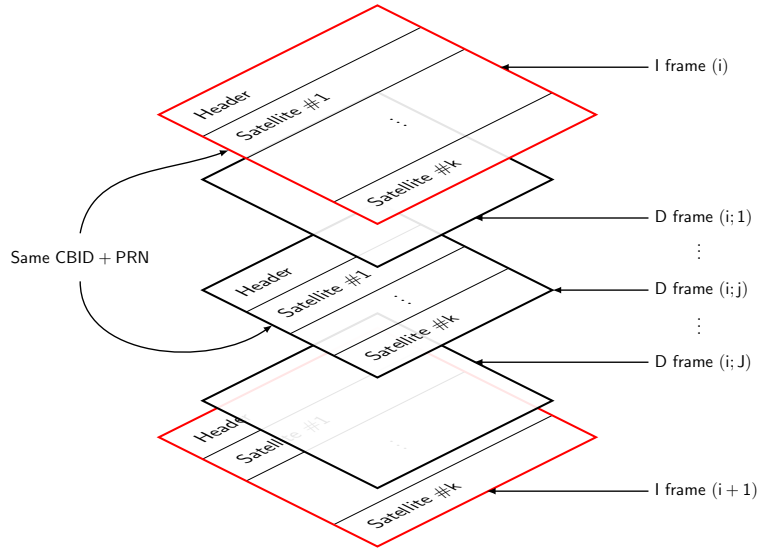 I frame (i)
Header
Satellite #1
...
Satellite #k
D frame (i; 1)
⋮
Same CBID + PRN
Header
Satellite #1
...
Satellite #k
D frame (i; j)
⋮
D frame (i; J)
Header
Satellite #1
...
Satellite #k
I frame (i + 1)